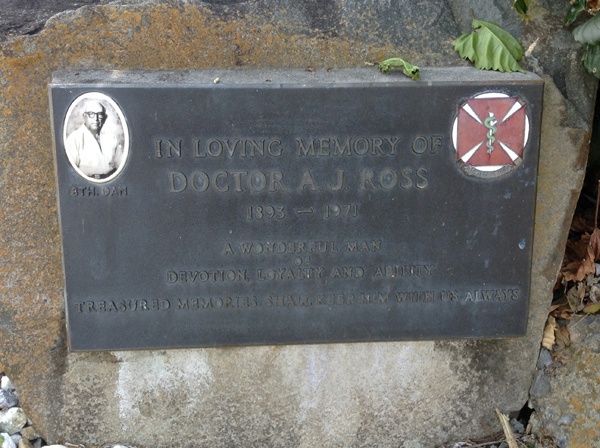 8TH. DAN
IN LOVING MEMORY OF
DOCTOR A J ROSS
1893 — 1971
A WONDERFUL MAN
OF
DEVOTION, LOYALTY AND ABILITY
TREASURED MEMORIES SHALL KEEP HIM WITH US ALWAYS